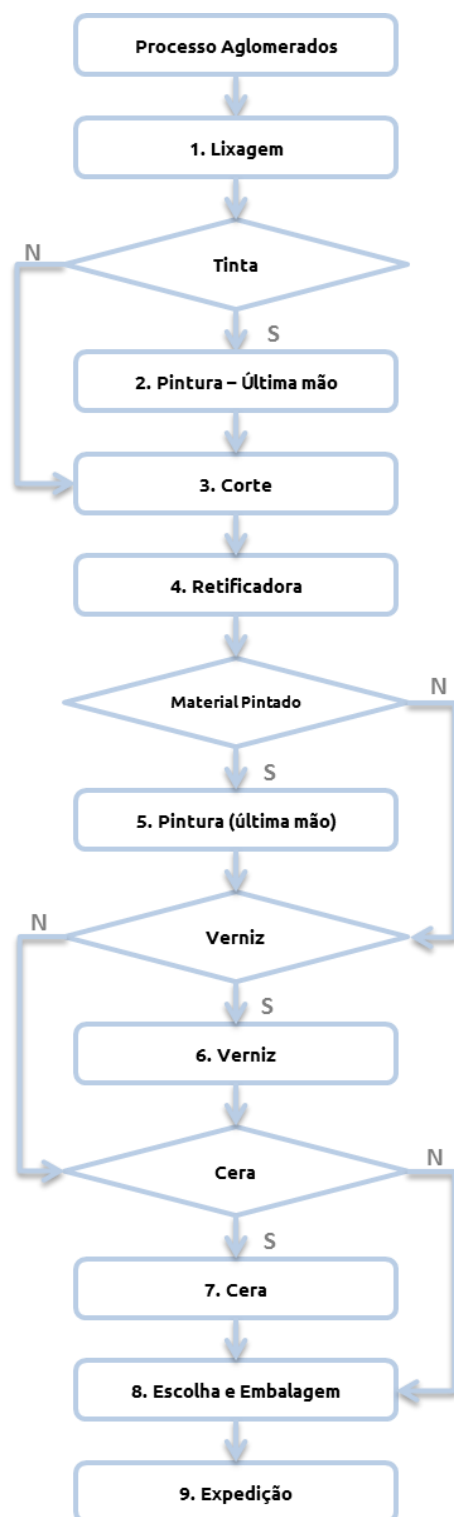 Processo Aglomerados
1. Lixagem
N
Tinta
S
2. Pintura – Última mão
3. Corte
4. Retificadora
N
Material Pintado
S
5. Pintura (última mão)
N
Verniz
S
6. Verniz
N
Cera
S
7. Cera
8. Escolha e Embalagem
9. Expedição